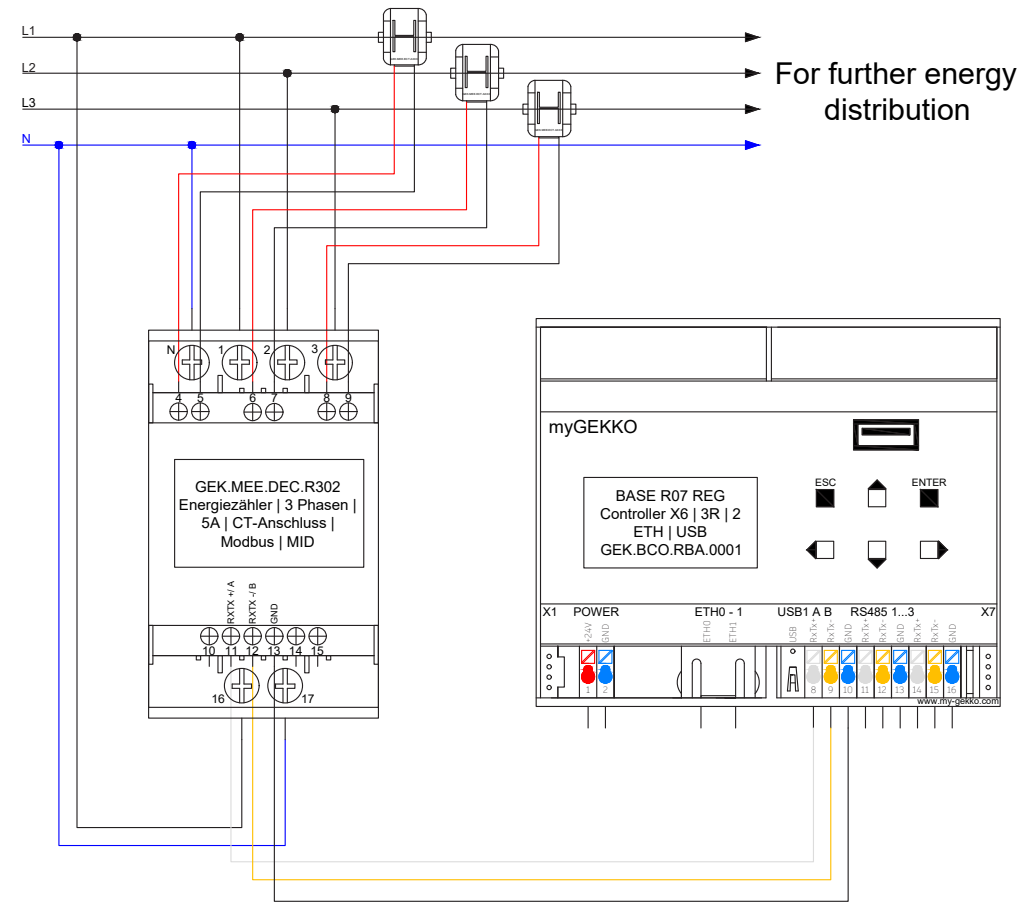 L1
L2
L3
N
For further energy
distribution
N
1
2
3
4
5
6
7
8
9
GEK.MEE.DEC.R302
Energiezähler | 3 Phasen |
5A | CT-Anschluss |
Modbus | MID
RXTX +/ A
RXTX -/ B
GND
10
11
12
13
14
15
16
17
myGEKKO
BASE R07 REG
Controller X6 | 3R | 2
ETH | USB
GEK.BCO.RBA.0001
ESC
ENTER
X1
POWER
ETH0 - 1
USB1 A B
RS485 1...3
X7
+24V
GND
ETH0
ETH1
USB
RxTx+
RxTx-
GND
RxTx+
RxTx-
GND
RxTx+
RxTx-
GND
1
2
8
9
10
11
12
13
14
15
16
www.my-gekko.com